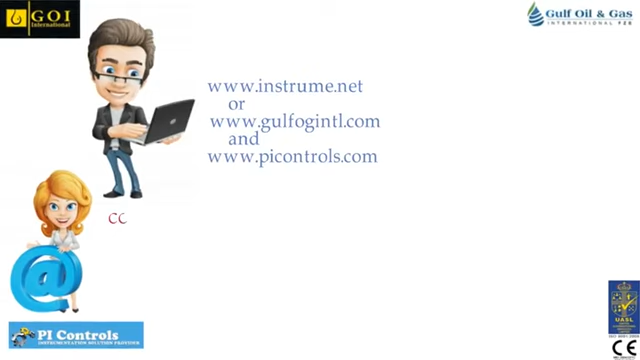 GOI
International
Gulf Oil & Gas
INTERNATIONAL FZE
www.instrume.net
or
www.gulfogintl.com
and
www.picontrols.com
CC
@
PI Controls
INSTRUMENTATION SOLUTION PROVIDER
UASL
CE